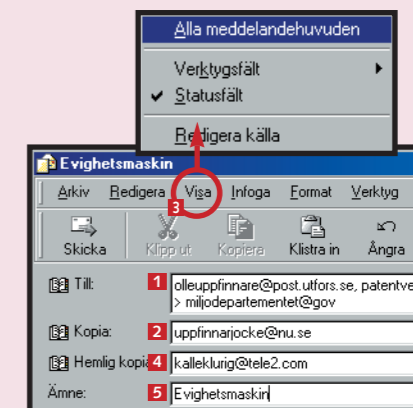 Alla meddelandehuvuden
Verktygsfält
Statusfält
Redigera källa
Evighetsmaskin
Arkiv Redigera Visa Infoga Format Verktyg
3
Skicka Klipp ut Kopiera Klistra in Ångra
Till: 1 olleuppfinnare@post.utfors.se, patentve
> miljodepartementet@gov
Kopia: 2 uppfinnarjocke@nu.se
Hemlig kopia 4 kalleklurig@tele2.com
Ämne: 5 Evighetsmaskin